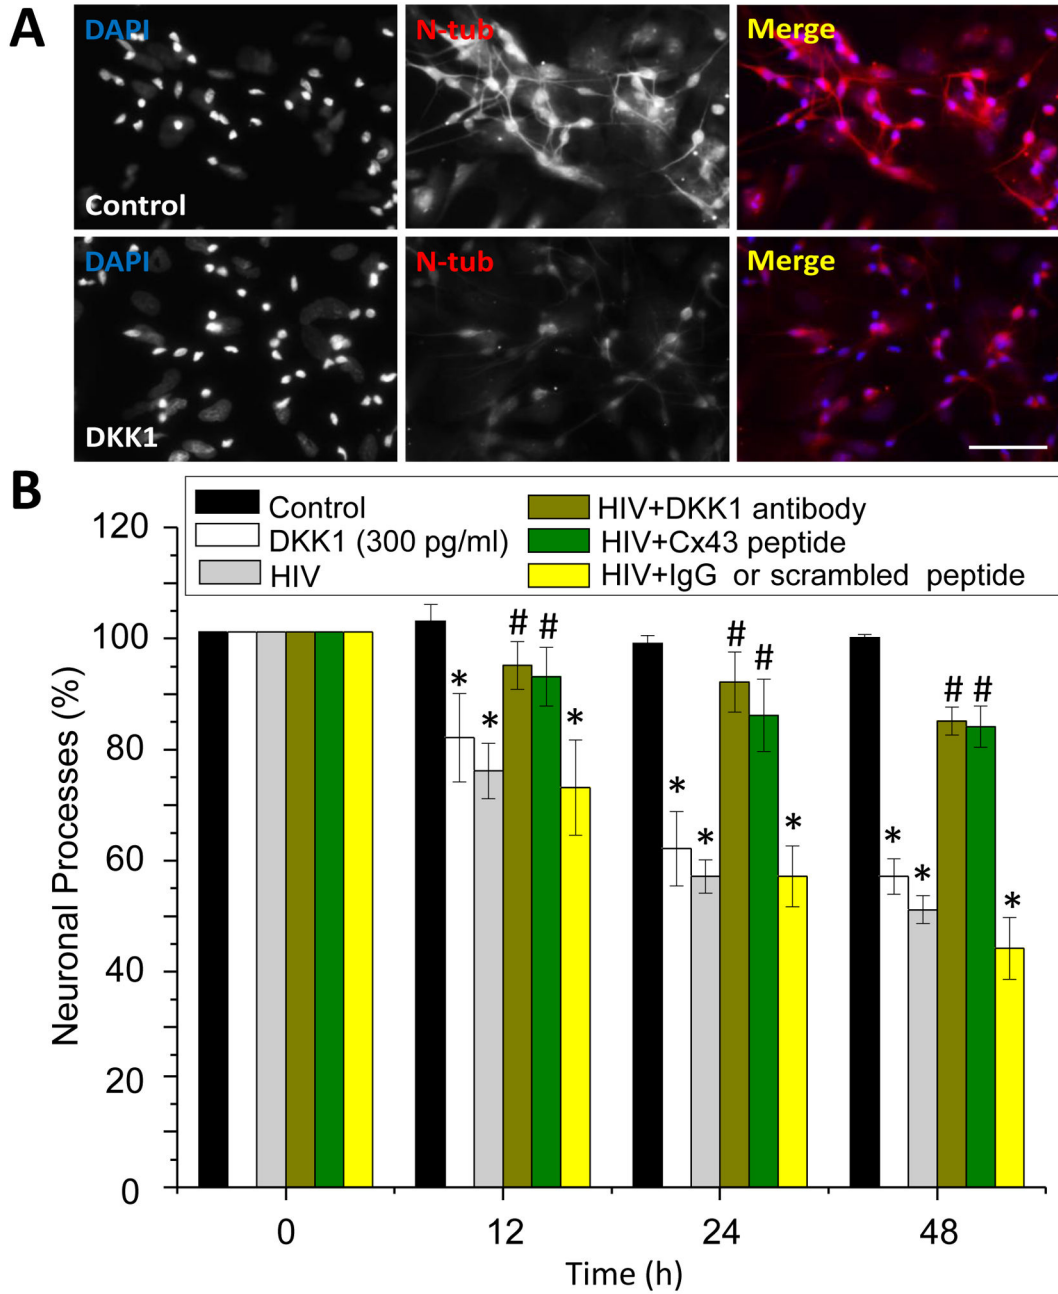 A
DAPI N-tub Merge
Control
DAPI N-tub Merge
DKK1
B
Control
DKK1 (300 pg/ml)
HIV
HIV+DKK1 antibody
HIV+Cx43 peptide
HIV+IgG or scrambled peptide
120
100
80
60
40
20
0
Neuronal Processes (%)
* * # # *
* * # # *
* * # # *
0 12 24 48
Time (h)